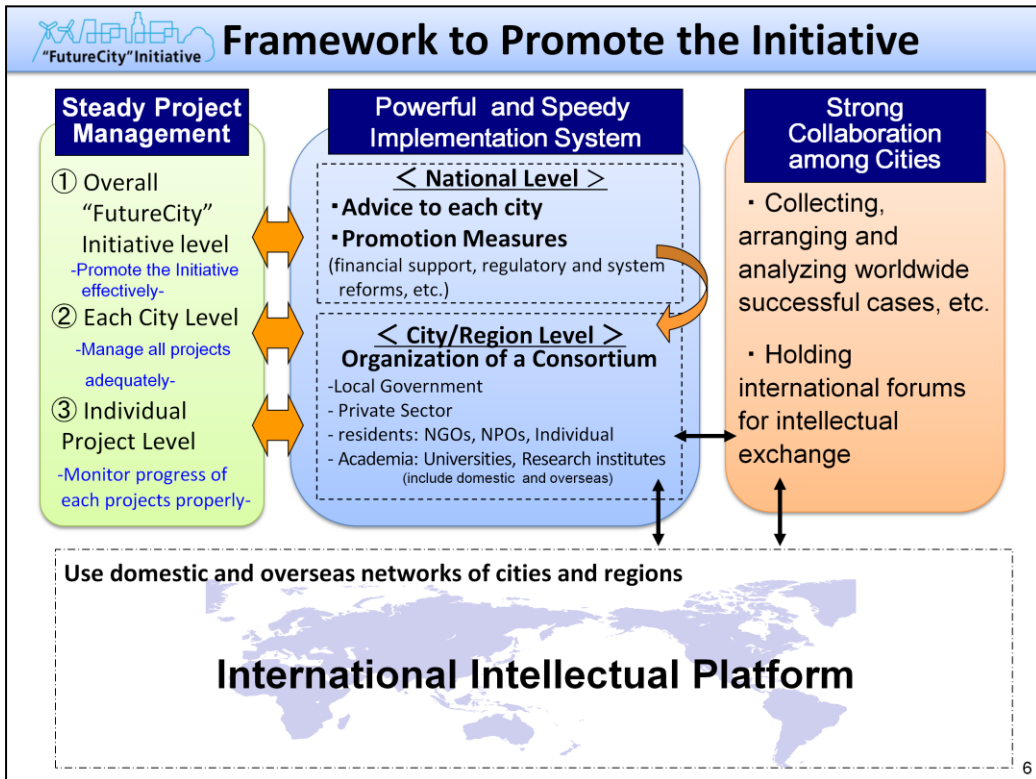 "FutureCity"Initiative
Framework to Promote the Initiative
Steady Project
Management
① Overall
“FutureCity”
Initiative level
-Promote the Initiative
effectively-
② Each City Level
-Manage all projects
adequately-
③ Individual
Project Level
-Monitor progress of
each projects properly-
Powerful and Speedy
Implementation System
＜ National Level ＞
・Advice to each city
・Promotion Measures
(financial support, regulatory and system
reforms, etc.)
＜ City/Region Level ＞
Organization of a Consortium
-Local Government
- Private Sector
- residents: NGOs, NPOs, Individual
- Academia: Universities, Research institutes
(include domestic and overseas)
Strong
Collaboration
among Cities
・ Collecting,
arranging and
analyzing worldwide
successful cases, etc.
・ Holding
international forums
for intellectual
exchange
Use domestic and overseas networks of cities and regions
International Intellectual Platform
6